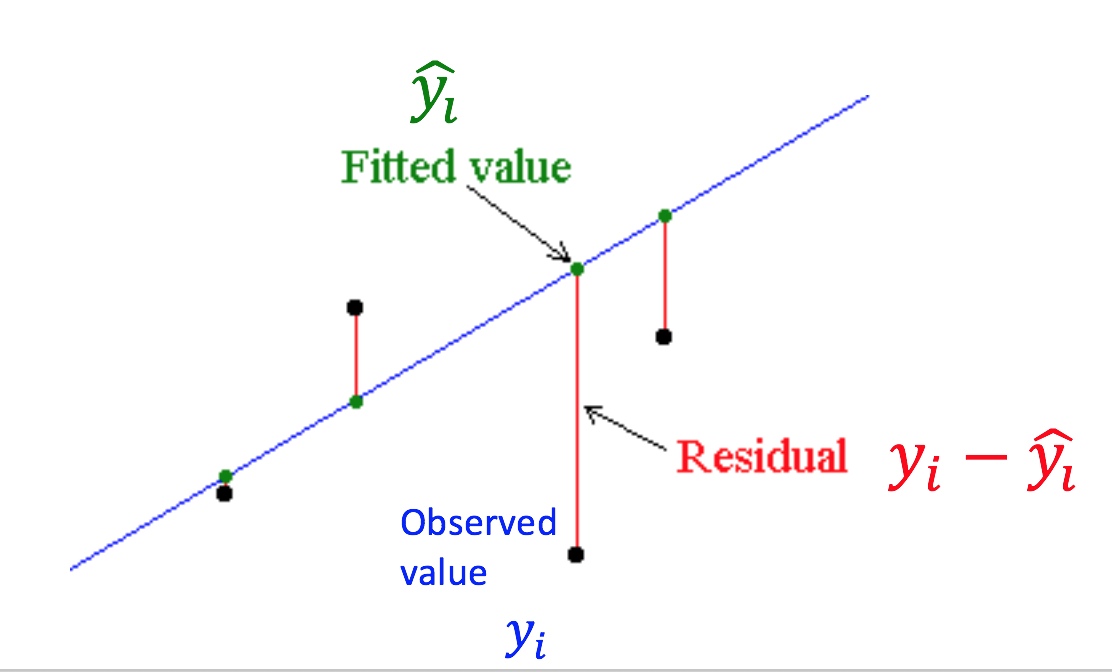 ŷᵢ
Fitted value
Residual yᵢ − ŷᵢ
Observed
value
yᵢ